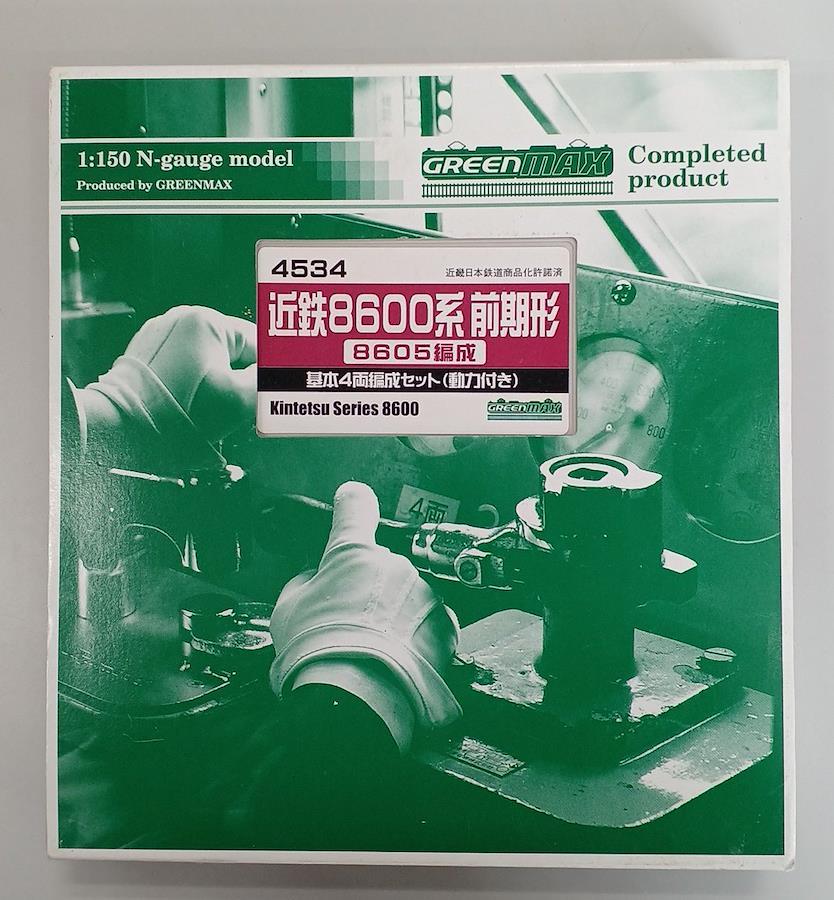 1:150 N-gauge model
Produced by GREENMAX
GREENMAX
Completed
product
4534
近畿日本鉄道商品化許諾済
近鉄8600系 前期形
8605編成
基本4両編成セット(動力付き)
Kintetsu Series 8600
GREENMAX
800
4両